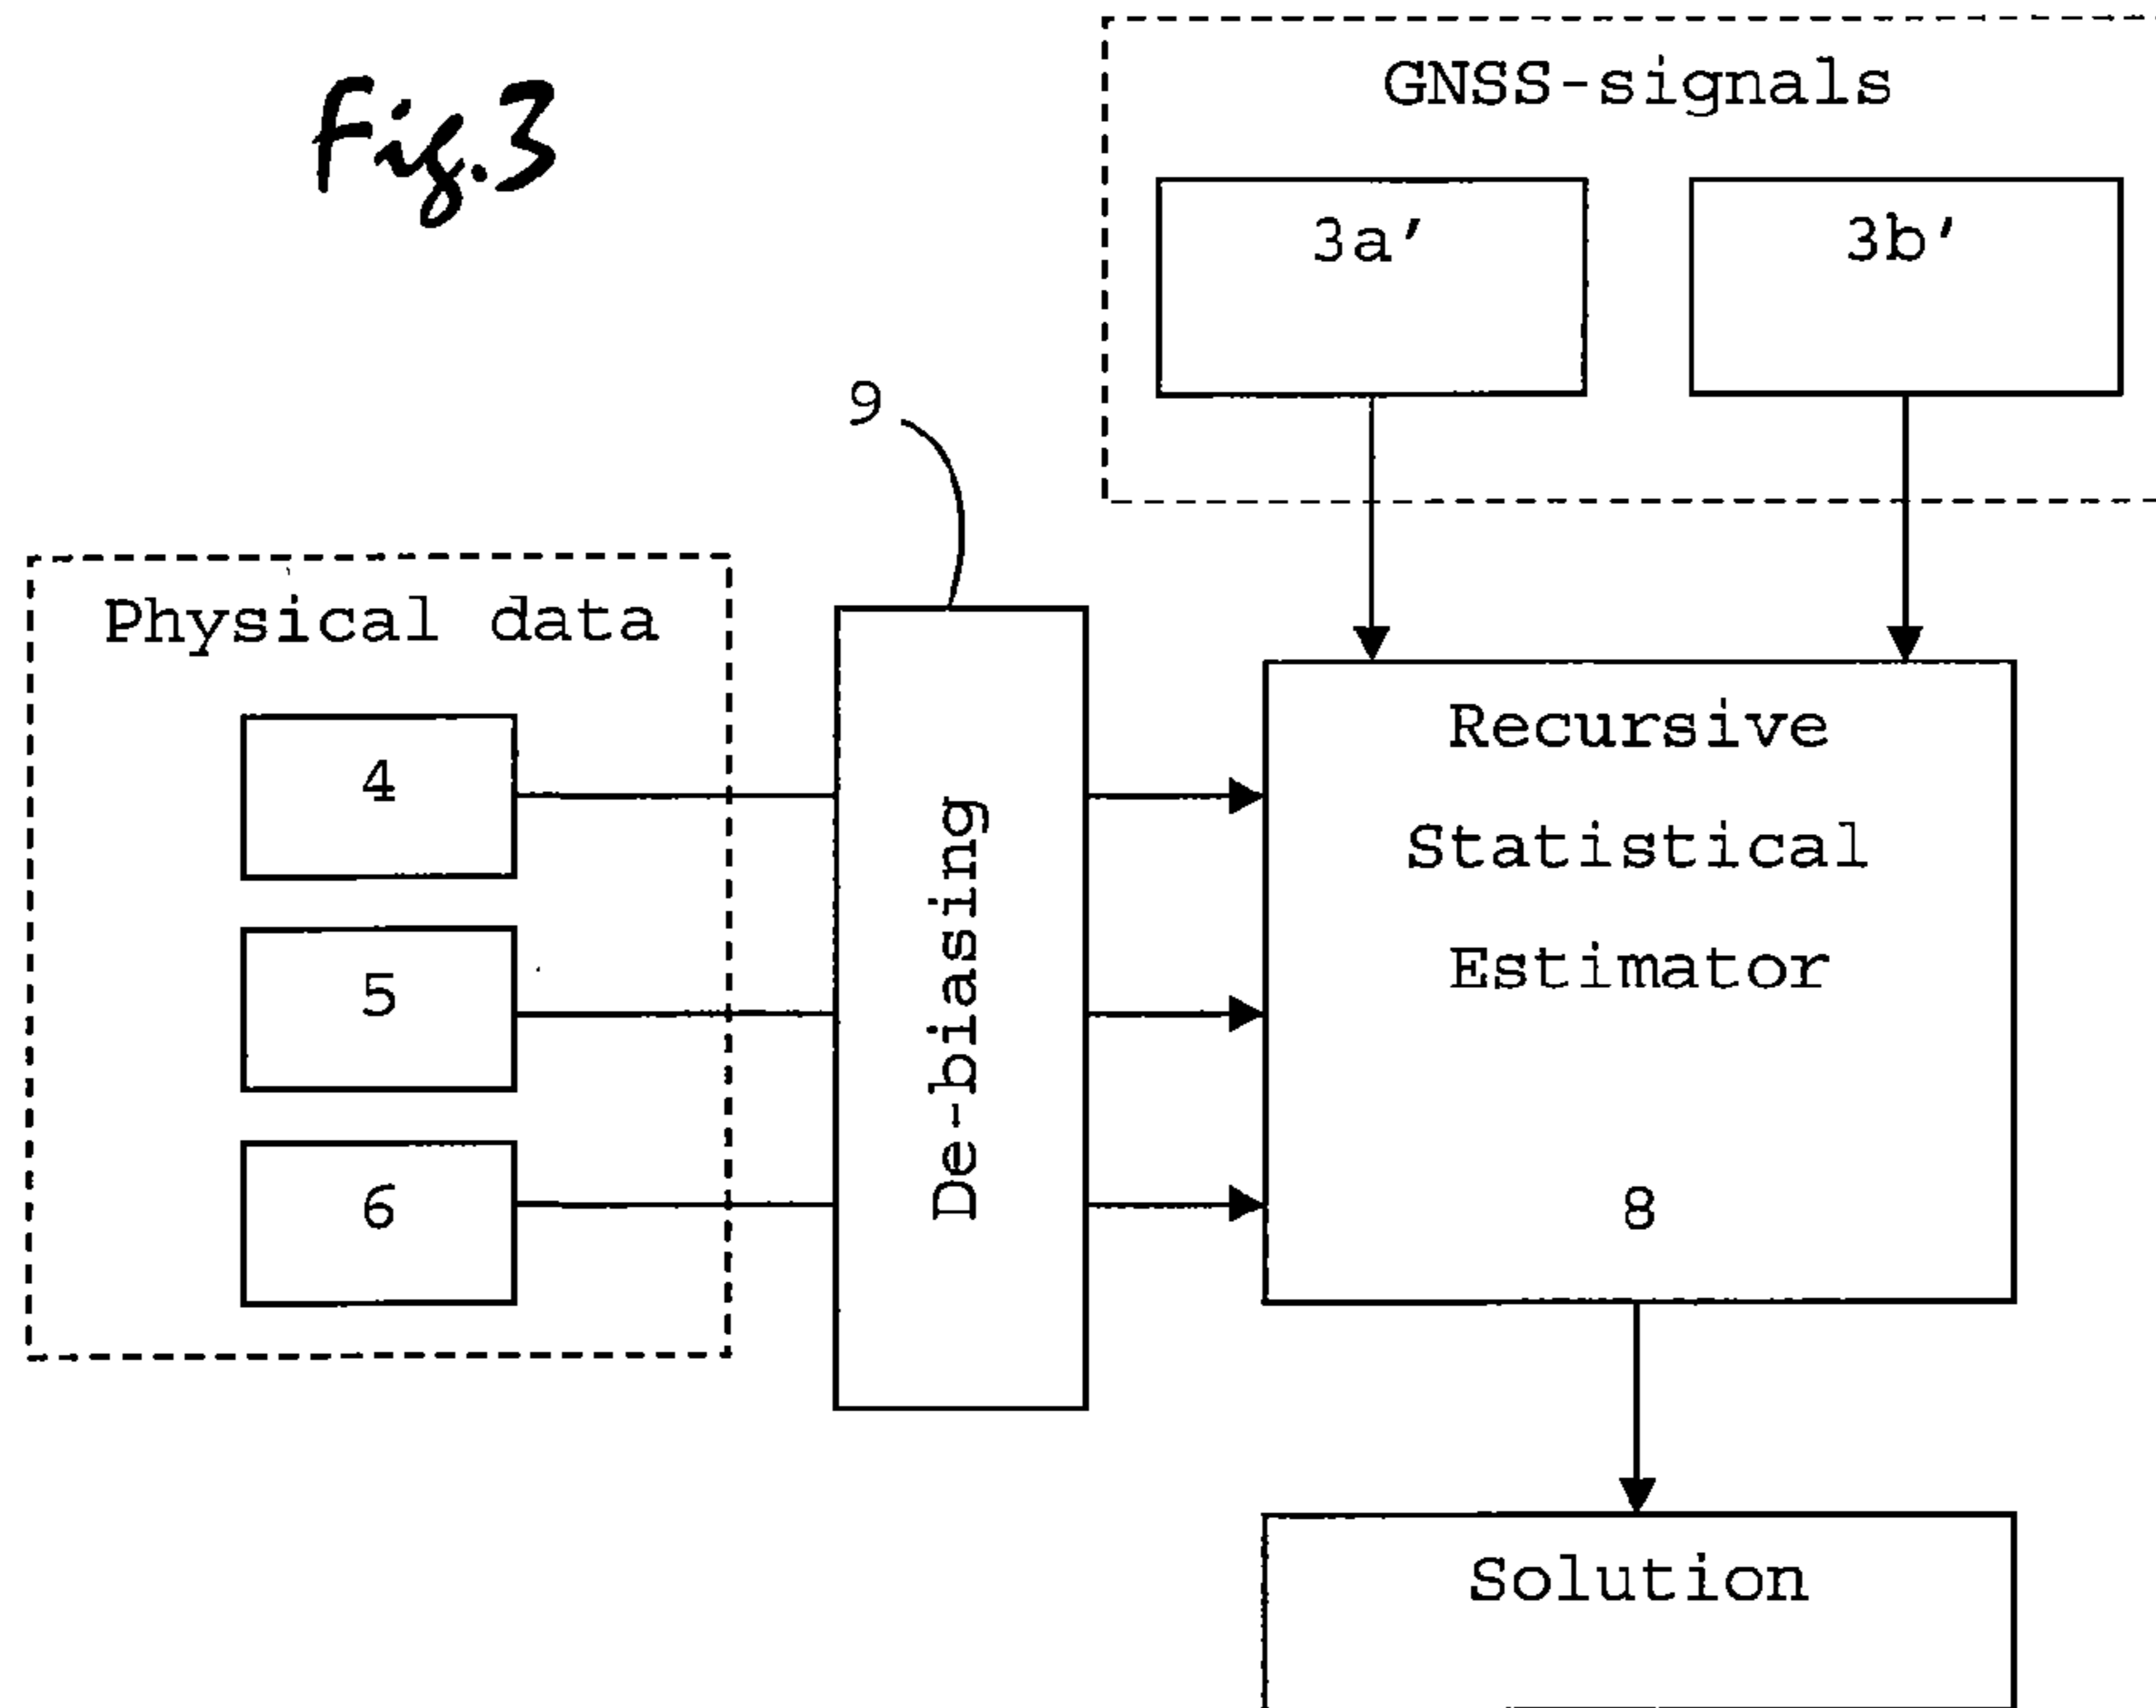 Fig.3
GNSS-signals
3a'
3b'
9
Physical data
4
5
6
De-biasing
Recursive
Statistical
Estimator
8
Solution